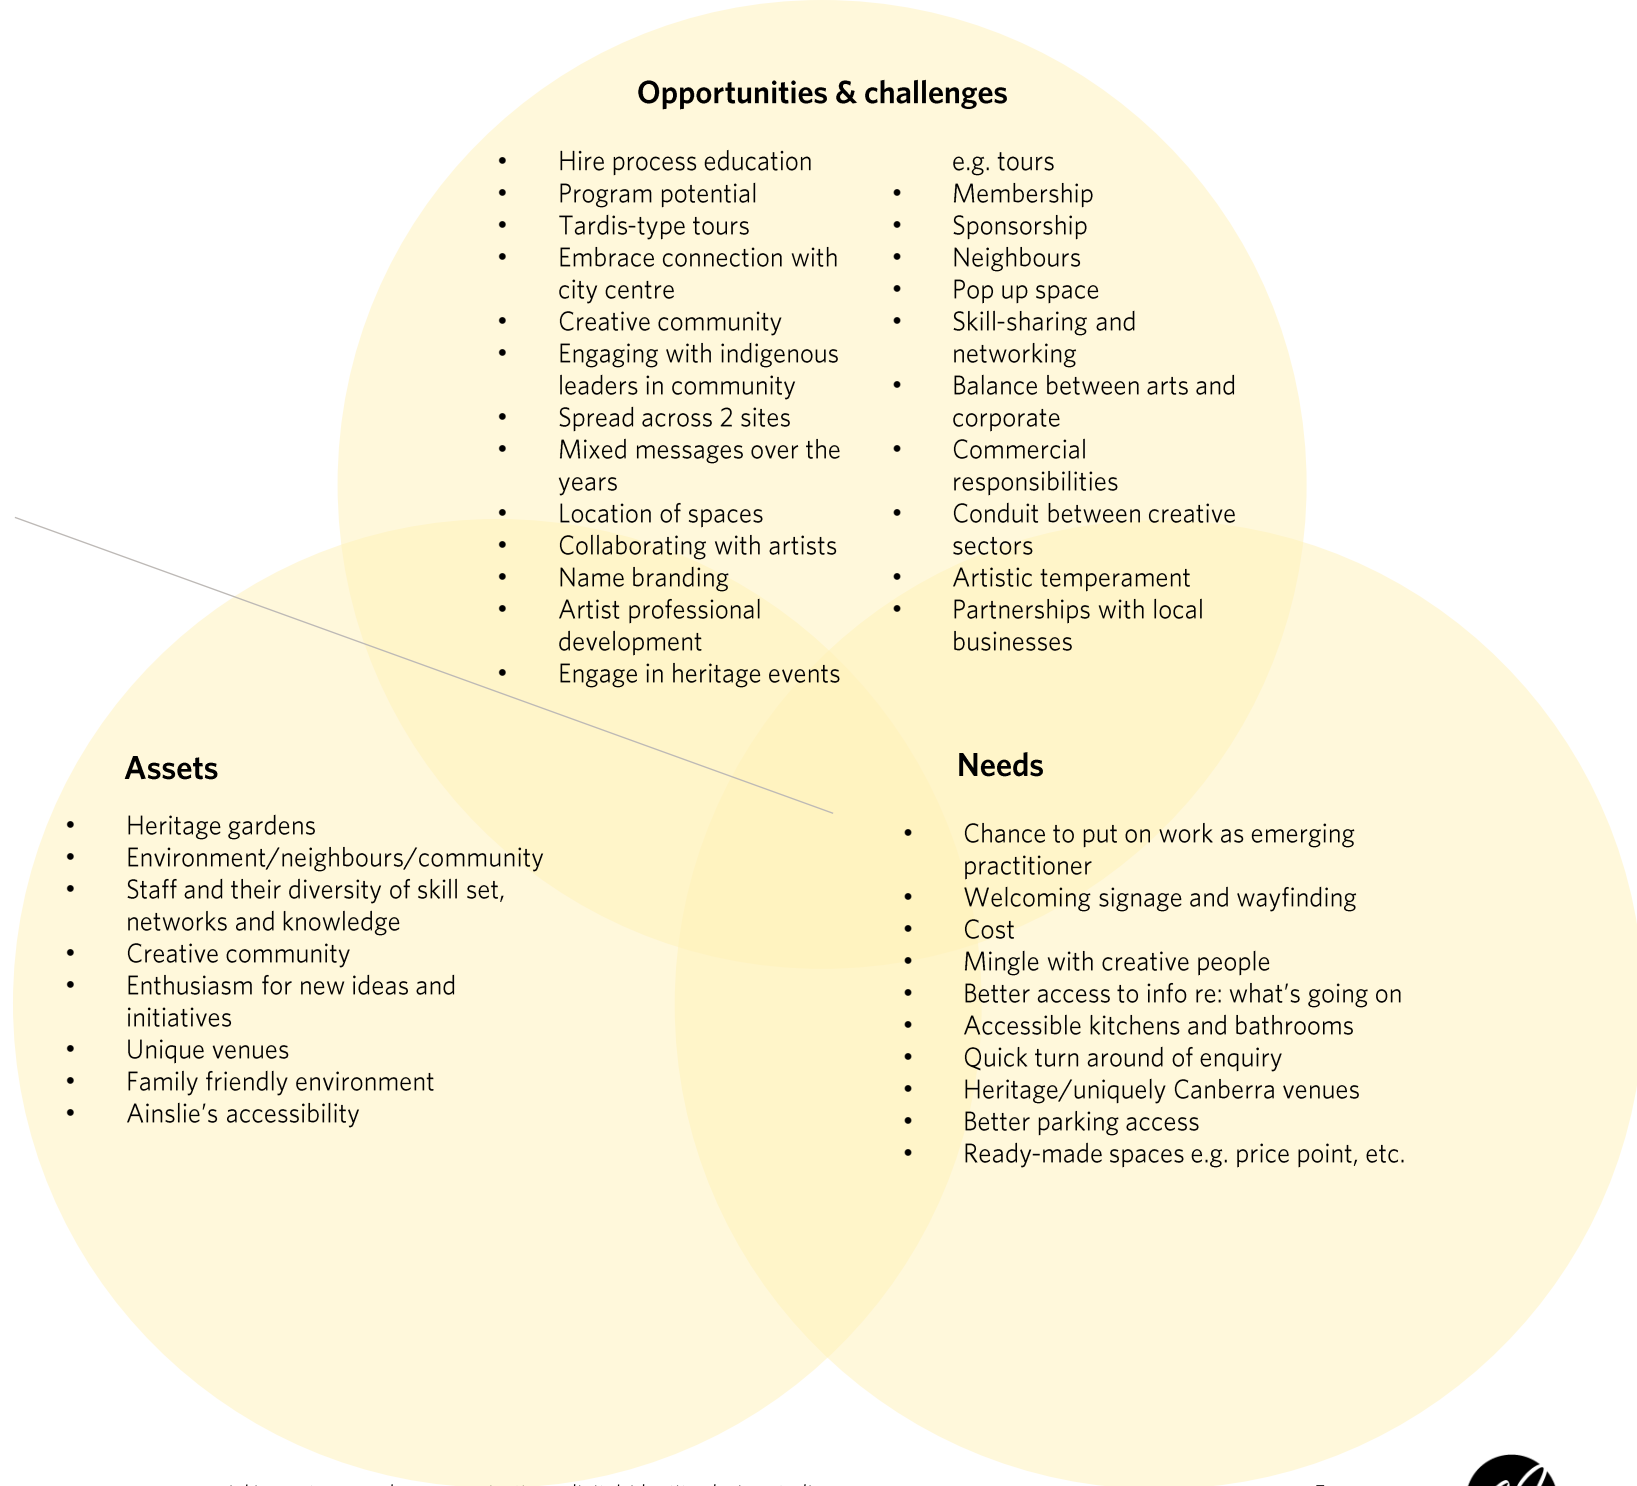 Opportunities & challenges
• Hire process education
• Program potential
• Tardis-type tours
• Embrace connection with
city centre
• Creative community
• Engaging with indigenous
leaders in community
• Spread across 2 sites
• Mixed messages over the
years
• Location of spaces
• Collaborating with artists
• Name branding
• Artist professional
development
• Engage in heritage events
e.g. tours
• Membership
• Sponsorship
• Neighbours
• Pop up space
• Skill-sharing and
networking
• Balance between arts and
corporate
• Commercial
responsibilities
• Conduit between creative
sectors
• Artistic temperament
• Partnerships with local
businesses
Assets
• Heritage gardens
• Environment/neighbours/community
• Staff and their diversity of skill set,
networks and knowledge
• Creative community
• Enthusiasm for new ideas and
initiatives
• Unique venues
• Family friendly environment
• Ainslie’s accessibility
Needs
• Chance to put on work as emerging
practitioner
• Welcoming signage and wayfinding
• Cost
• Mingle with creative people
• Better access to info re: what’s going on
• Accessible kitchens and bathrooms
• Quick turn around of enquiry
• Heritage/uniquely Canberra venues
• Better parking access
• Ready-made spaces e.g. price point, etc.